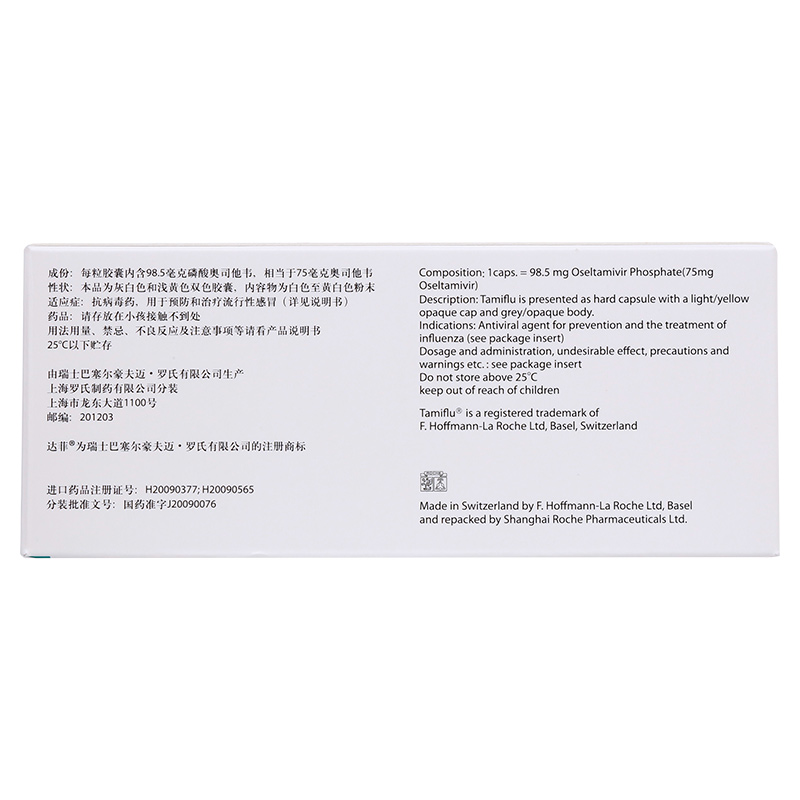 成份：每粒胶囊内含98.5毫克磷酸奥司他韦，相当于75毫克奥司他韦
性状：本品为灰白色和浅黄色双色胶囊，内容物为白色至黄白色粉末
适应症：抗病毒药，用于预防和治疗流行性感冒（详见说明书）
药品：请存放在小孩接触不到处
用法用量、禁忌、不良反应及注意事项等请看产品说明书
25℃以下贮存
由瑞士巴塞尔豪夫迈·罗氏有限公司生产
上海罗氏制药有限公司分装
上海市龙东大道1100号
邮编：201203
达菲®为瑞士巴塞尔豪夫迈·罗氏有限公司的注册商标
进口药品注册证号：H20090377; H20090565
分装批准文号：国药准字J20090076
Composition: 1caps. = 98.5 mg Oseltamivir Phosphate(75mg
Oseltamivir)
Description: Tamiflu is presented as hard capsule with a light/yellow
opaque cap and grey/opaque body.
Indications: Antiviral agent for prevention and the treatment of
influenza (see package insert)
Dosage and administration, undesirable effect, precautions and
warnings etc.: see package insert
Do not store above 25℃
keep out of reach of children
Tamiflu® is a registered trademark of
F. Hoffmann-La Roche Ltd, Basel, Switzerland
Made in Switzerland by F. Hoffmann-La Roche Ltd, Basel
and repacked by Shanghai Roche Pharmaceuticals Ltd.